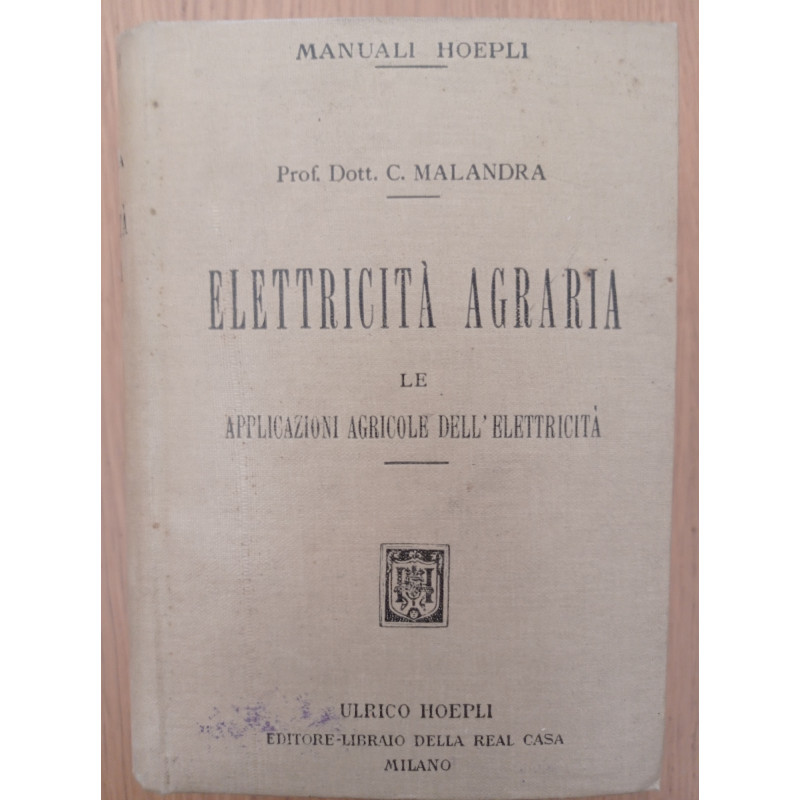 MANUALI HOEPLI
Prof. Dott. C. MALANDRA
ELETTRICITÀ AGRARIA
LE
APPLICAZIONI AGRICOLE DELL'ELETTRICITÀ
ULRICO HOEPLI
EDITORE-LIBRAIO DELLA REAL CASA
MILANO